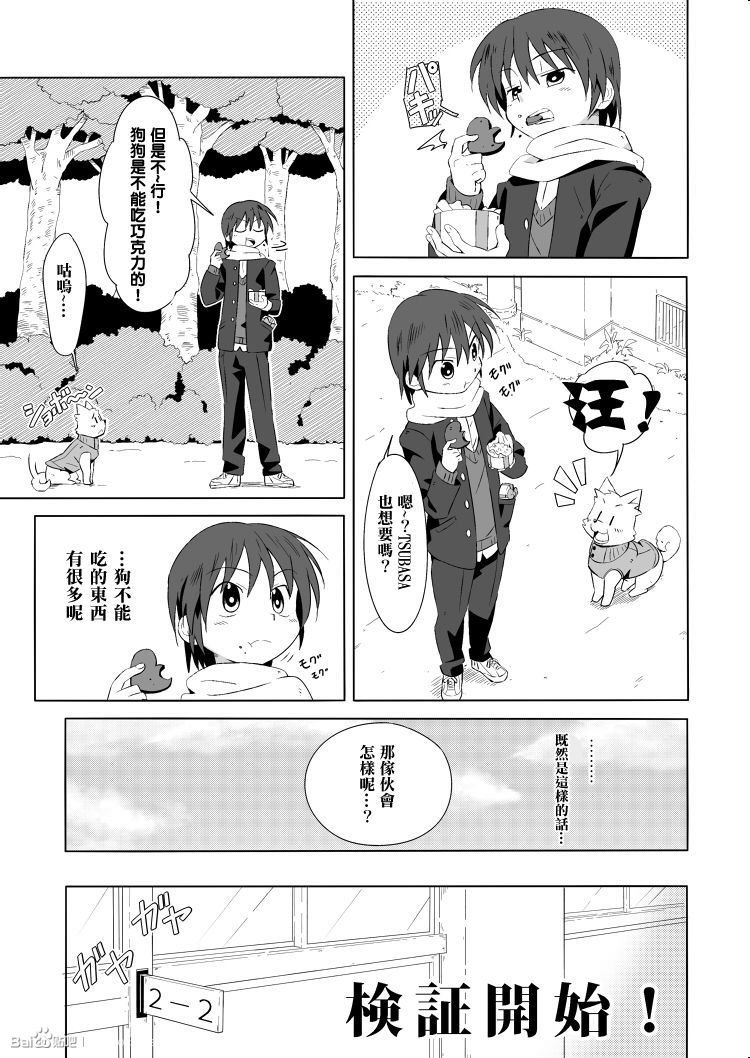 パキッ
汪！
嗯~？TSUBASA
也想要嗎？
モグ
モグ
但是不~行！
狗狗是不能吃巧克力的！
咕嗚~…
ショボ～ン
…狗不能
吃的東西
有很多呢
モグ
モグ
………
既然是這樣的話…
那傢伙會
怎樣呢…？
ガヤ
ガヤ
2－2
検証開始！
Bai 贴吧